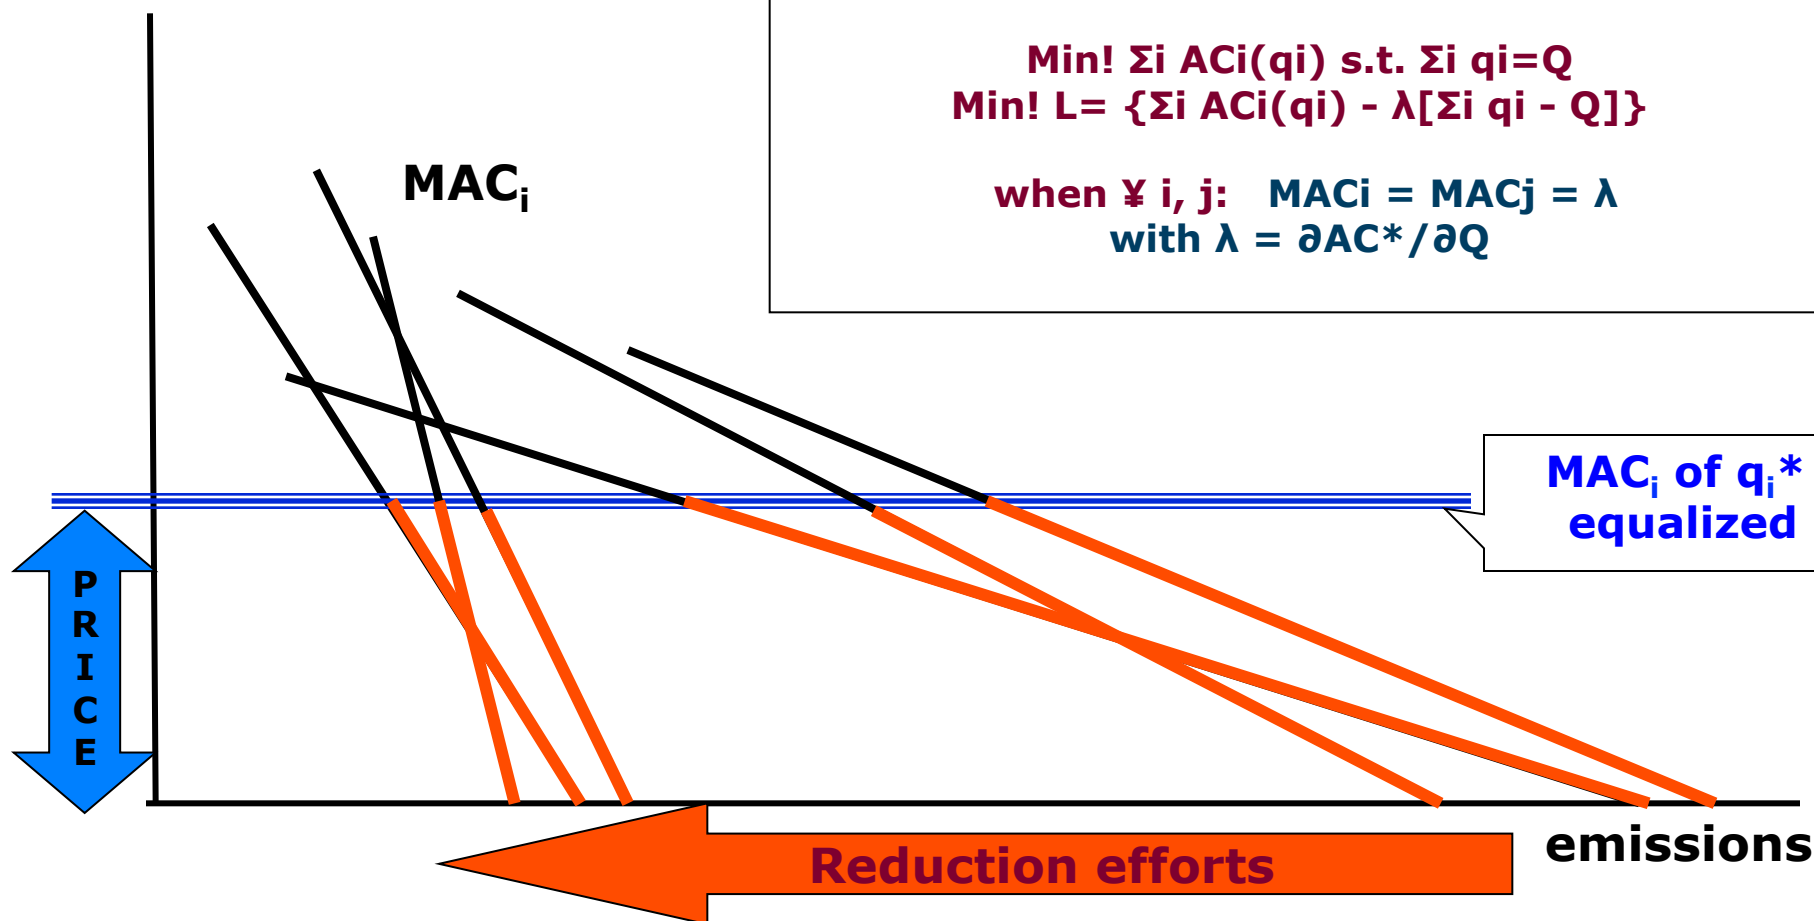 Min! Σi ACi(qi) s.t. Σi qi=Q
Min! L= {Σi ACi(qi) - λ[Σi qi - Q]}
when ¥ i, j: MACi = MACj = λ
with λ = ∂AC*/∂Q
MACi
MACi of qi*
equalized
P
R
I
C
E
emissions
Reduction efforts